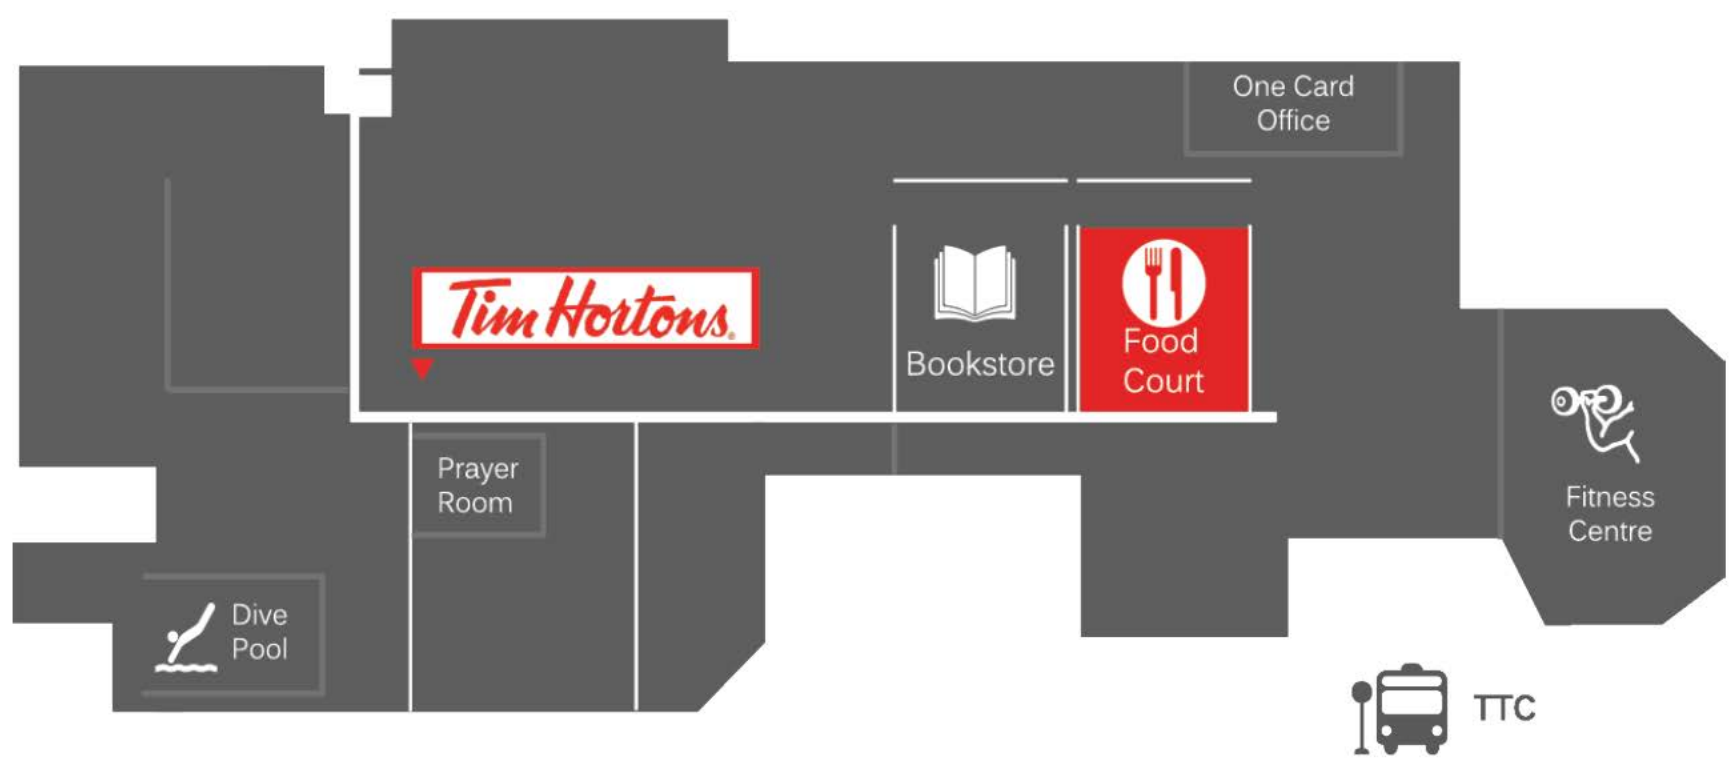 One Card
Office
Tim Hortons®
Bookstore
Food
Court
Prayer
Room
Fitness
Centre
Dive
Pool
TTC